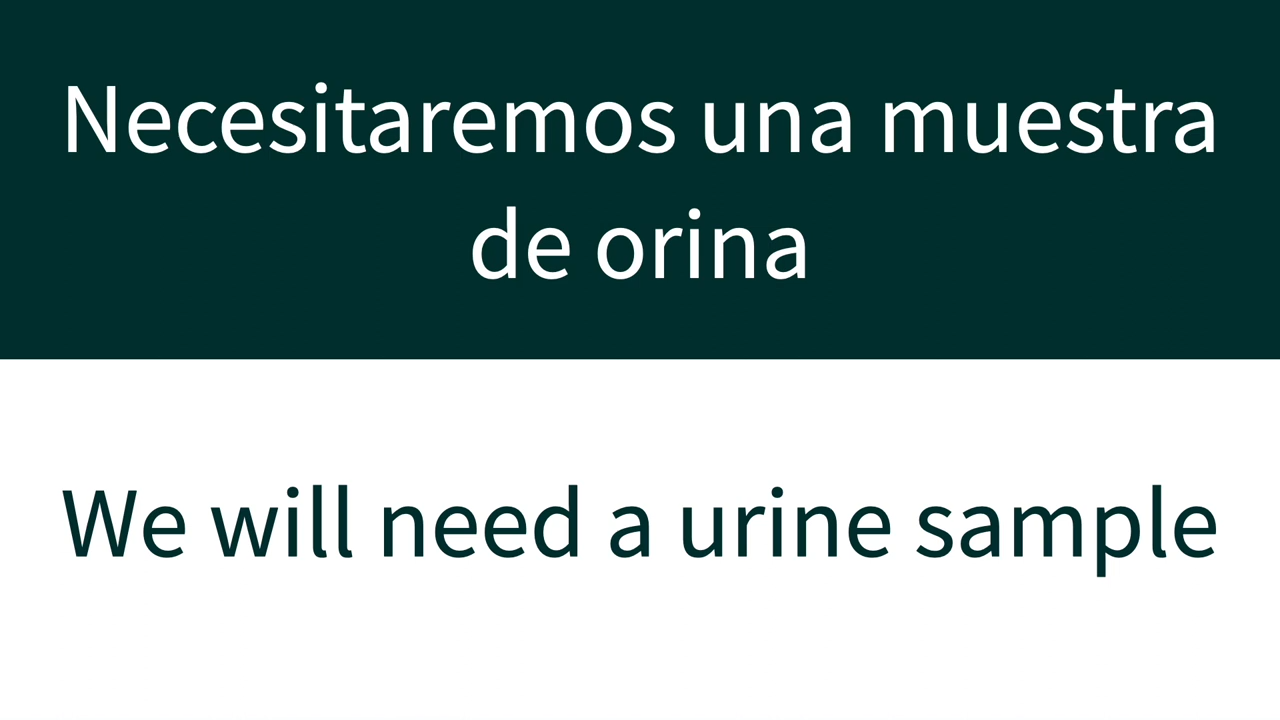 Necesitaremos una muestra
de orina
We will need a urine sample